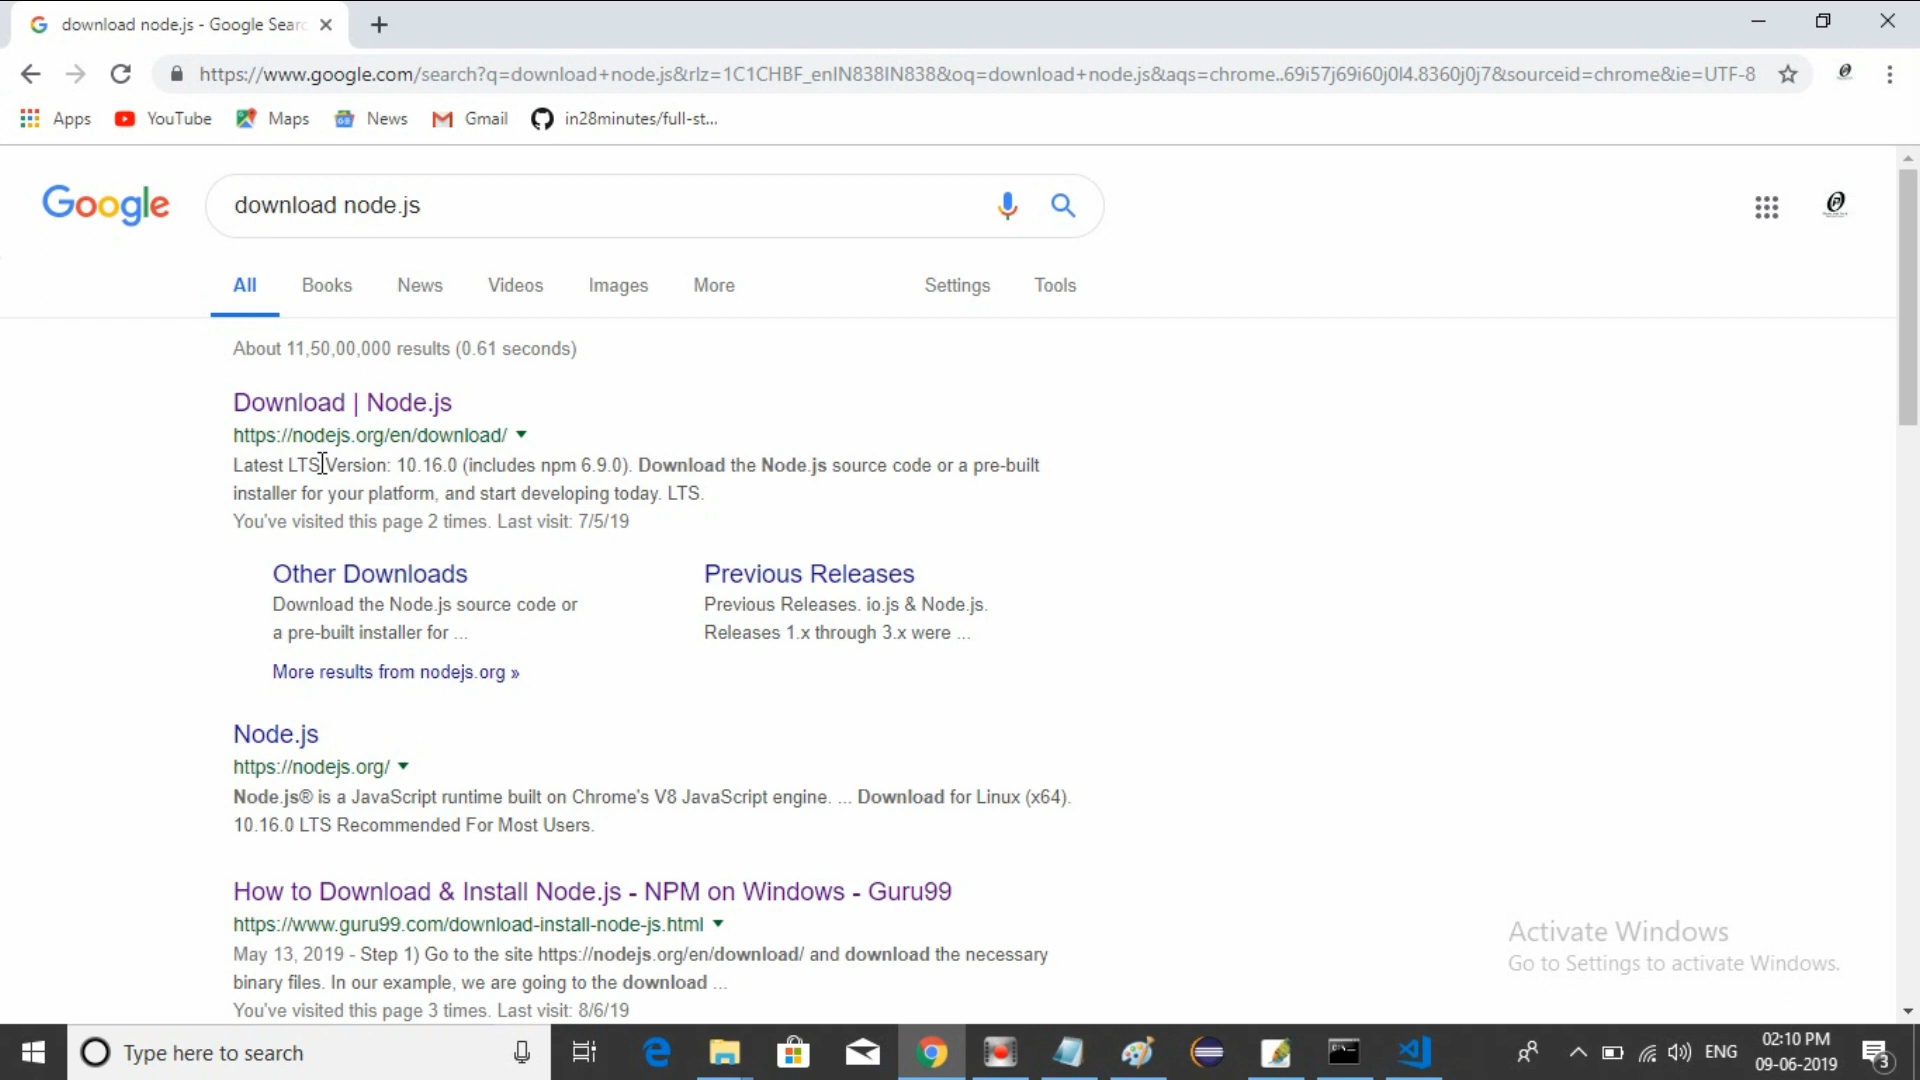 download node.js - Google Sear
https://www.google.com/search?q=download+node.js&rlz=1C1CHBF_enIN838IN838&oq=download+node.js&aqs=chrome..69i57j69i60j0l4.8360j0j7&sourceid=chrome&ie=UTF-8
Apps YouTube Maps News Gmail in28minutes/full-st...
Google download node.js
All Books News Videos Images More Settings Tools
About 11,50,00,000 results (0.61 seconds)
Download | Node.js
https://nodejs.org/en/download/
Latest LTS Version: 10.16.0 (includes npm 6.9.0). Download the Node.js source code or a pre-built
installer for your platform, and start developing today. LTS.
You've visited this page 2 times. Last visit: 7/5/19
Other Downloads Previous Releases
Download the Node.js source code or Previous Releases. io.js & Node.js.
a pre-built installer for ... Releases 1.x through 3.x were ...
More results from nodejs.org »
Node.js
https://nodejs.org/
Node.js® is a JavaScript runtime built on Chrome's V8 JavaScript engine. ... Download for Linux (x64).
10.16.0 LTS Recommended For Most Users.
How to Download & Install Node.js - NPM on Windows - Guru99
https://www.guru99.com/download-install-node-js.html
May 13, 2019 - Step 1) Go to the site https://nodejs.org/en/download/ and download the necessary
binary files. In our example, we are going to the download ...
You've visited this page 3 times. Last visit: 8/6/19
Activate Windows
Go to Settings to activate Windows.
Type here to search ENG 02:10 PM
09-06-2019 3